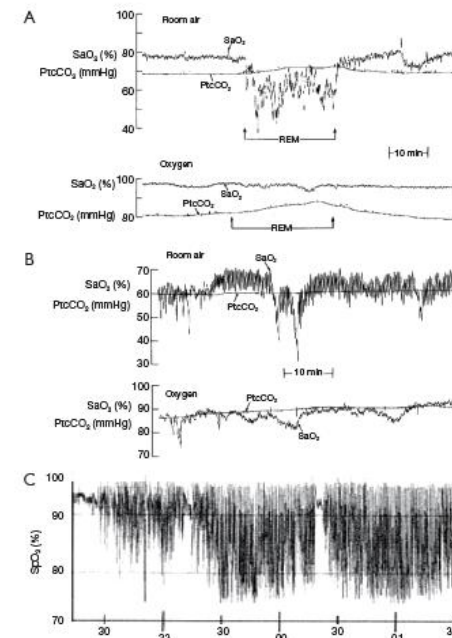 A
Room air
100
SaO₂
SaO₂ (%)
80
PtcCO₂ (mmHg)
PtcCO₂
60
40
REM
10 min
Oxygen
SaO₂ (%)
100
SaO₂
PtcCO₂
PtcCO₂ (mmHg)
80
REM
B
Room air
SaO₂
70
SaO₂ (%)
PtcCO₂ (mmHg)
60
PtcCO₂
50
40
30
10 min
Oxygen
PtcCO₂
100
SaO₂ (%)
90
PtcCO₂ (mmHg)
80
SaO₂
70
C
100
90
SpO₂ (%)
80
70
30
30
00
30
01